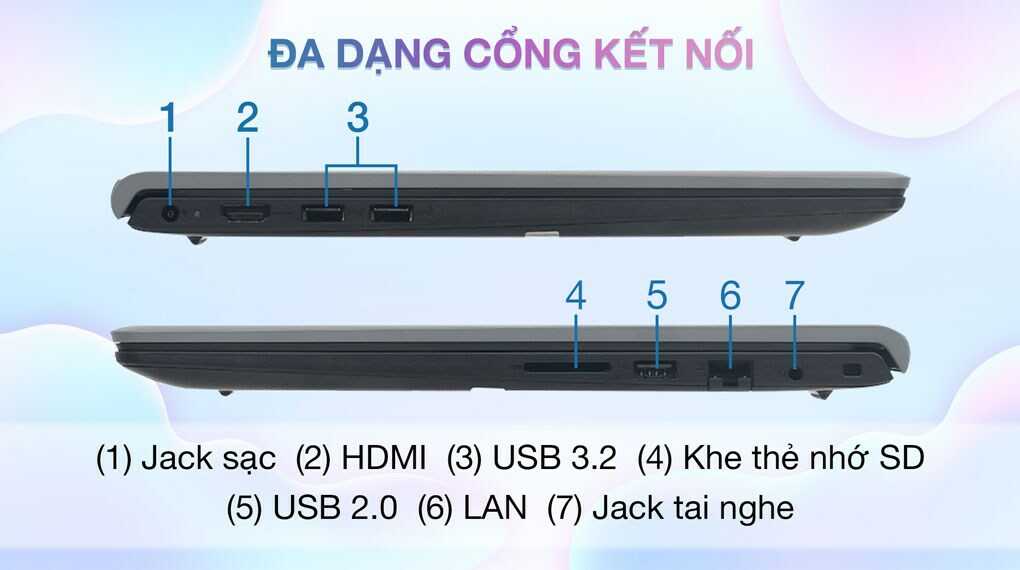 ĐA DẠNG CỔNG KẾT NỐI
1 2 3
4 5 6 7
(1) Jack sạc (2) HDMI (3) USB 3.2 (4) Khe thẻ nhớ SD
(5) USB 2.0 (6) LAN (7) Jack tai nghe